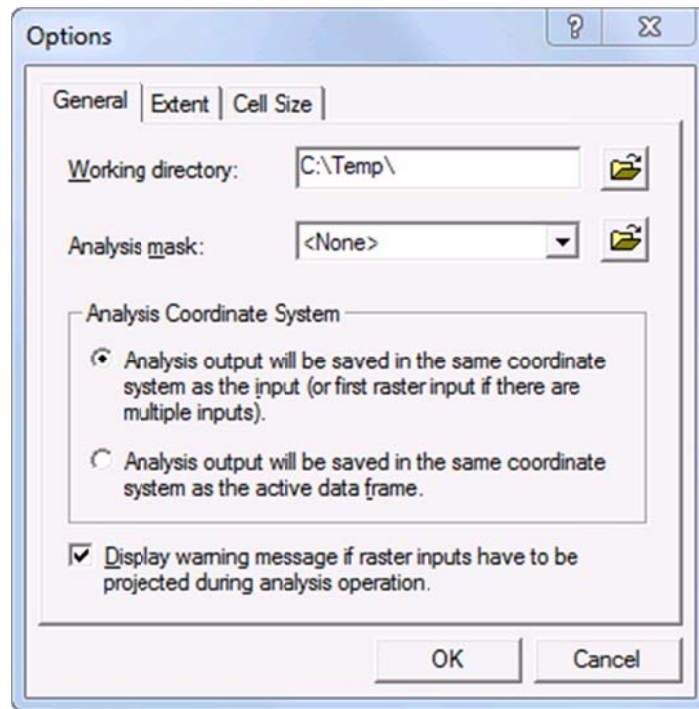 Options
General Extent Cell Size
Working directory: C:\Temp\
Analysis mask: <None>
Analysis Coordinate System
Analysis output will be saved in the same coordinate
system as the input (or first raster input if there are
multiple inputs).
Analysis output will be saved in the same coordinate
system as the active data frame.
Display warning message if raster inputs have to be
projected during analysis operation.
OK Cancel